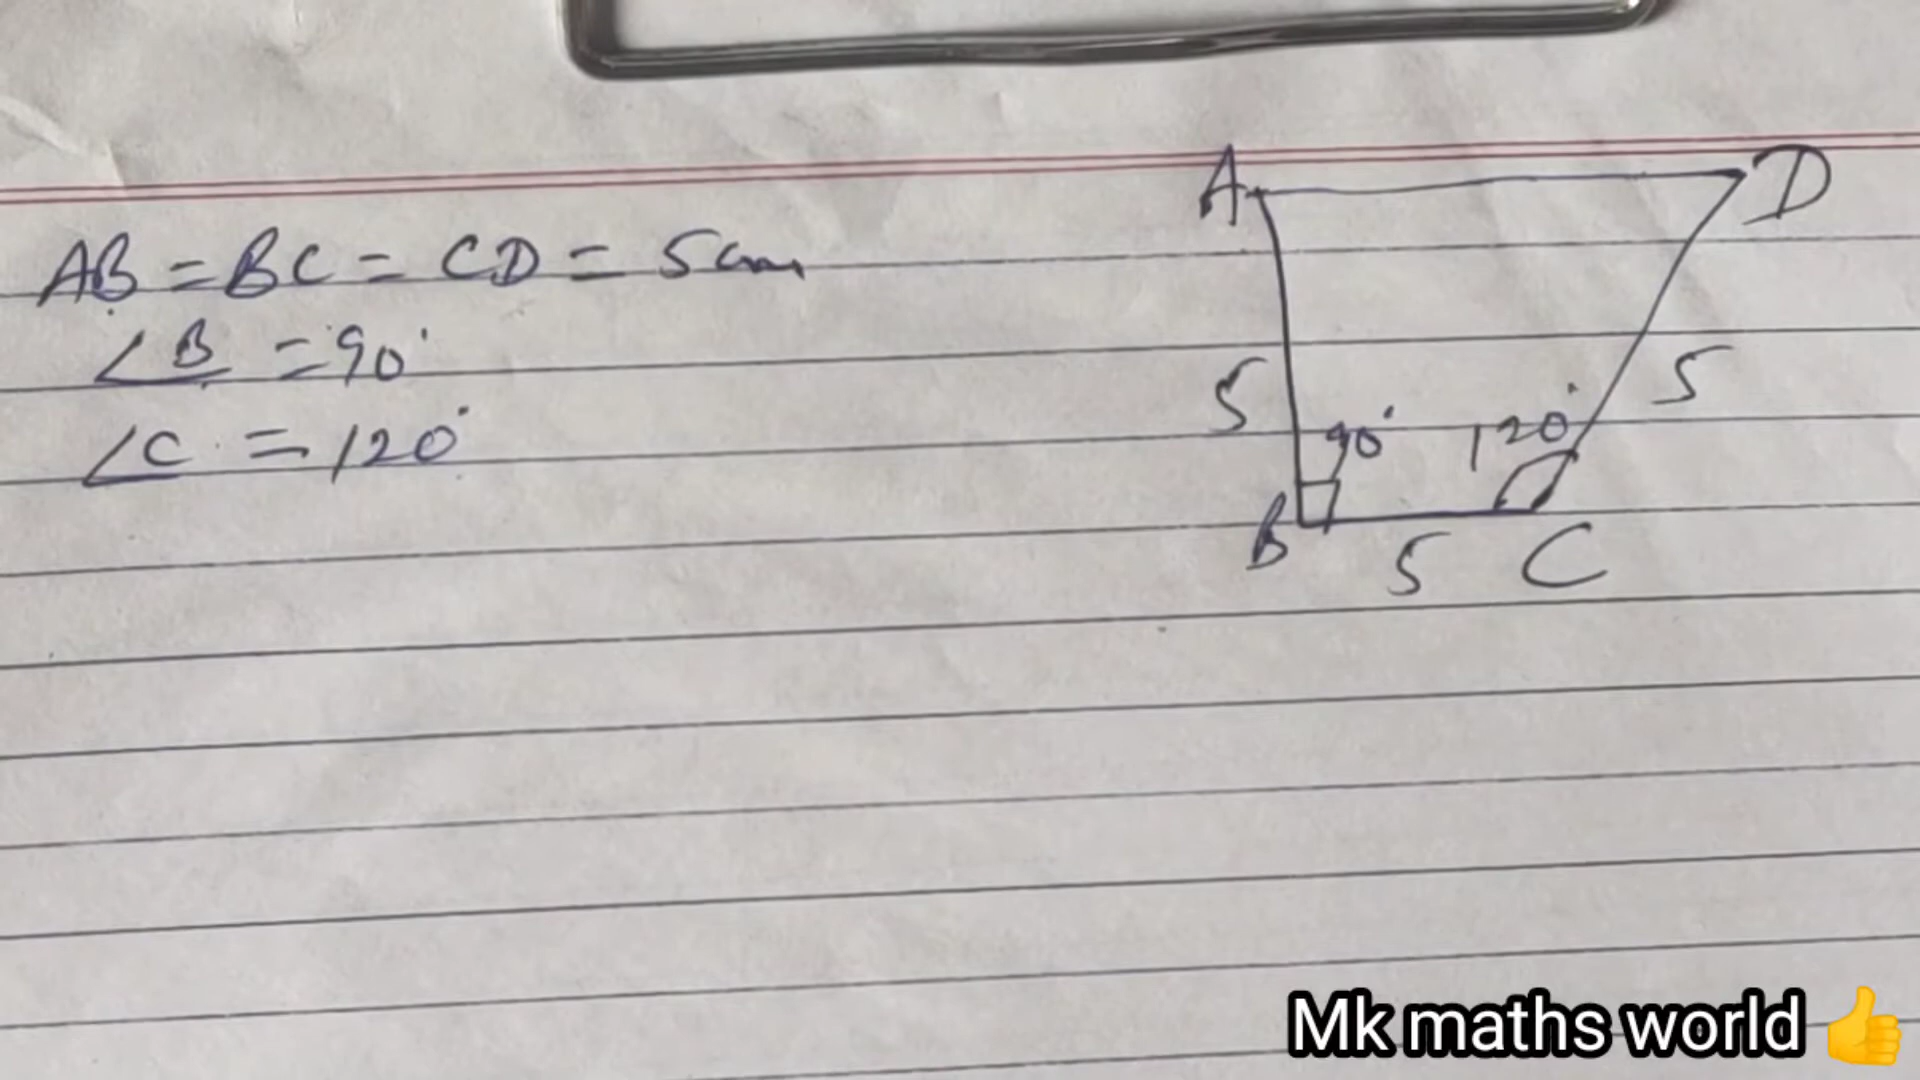 AB = BC = CD = 5cm
∠B = 90°
∠C = 120°
A D
5 90° 120° 5
B 5 C
Mk maths world 👍